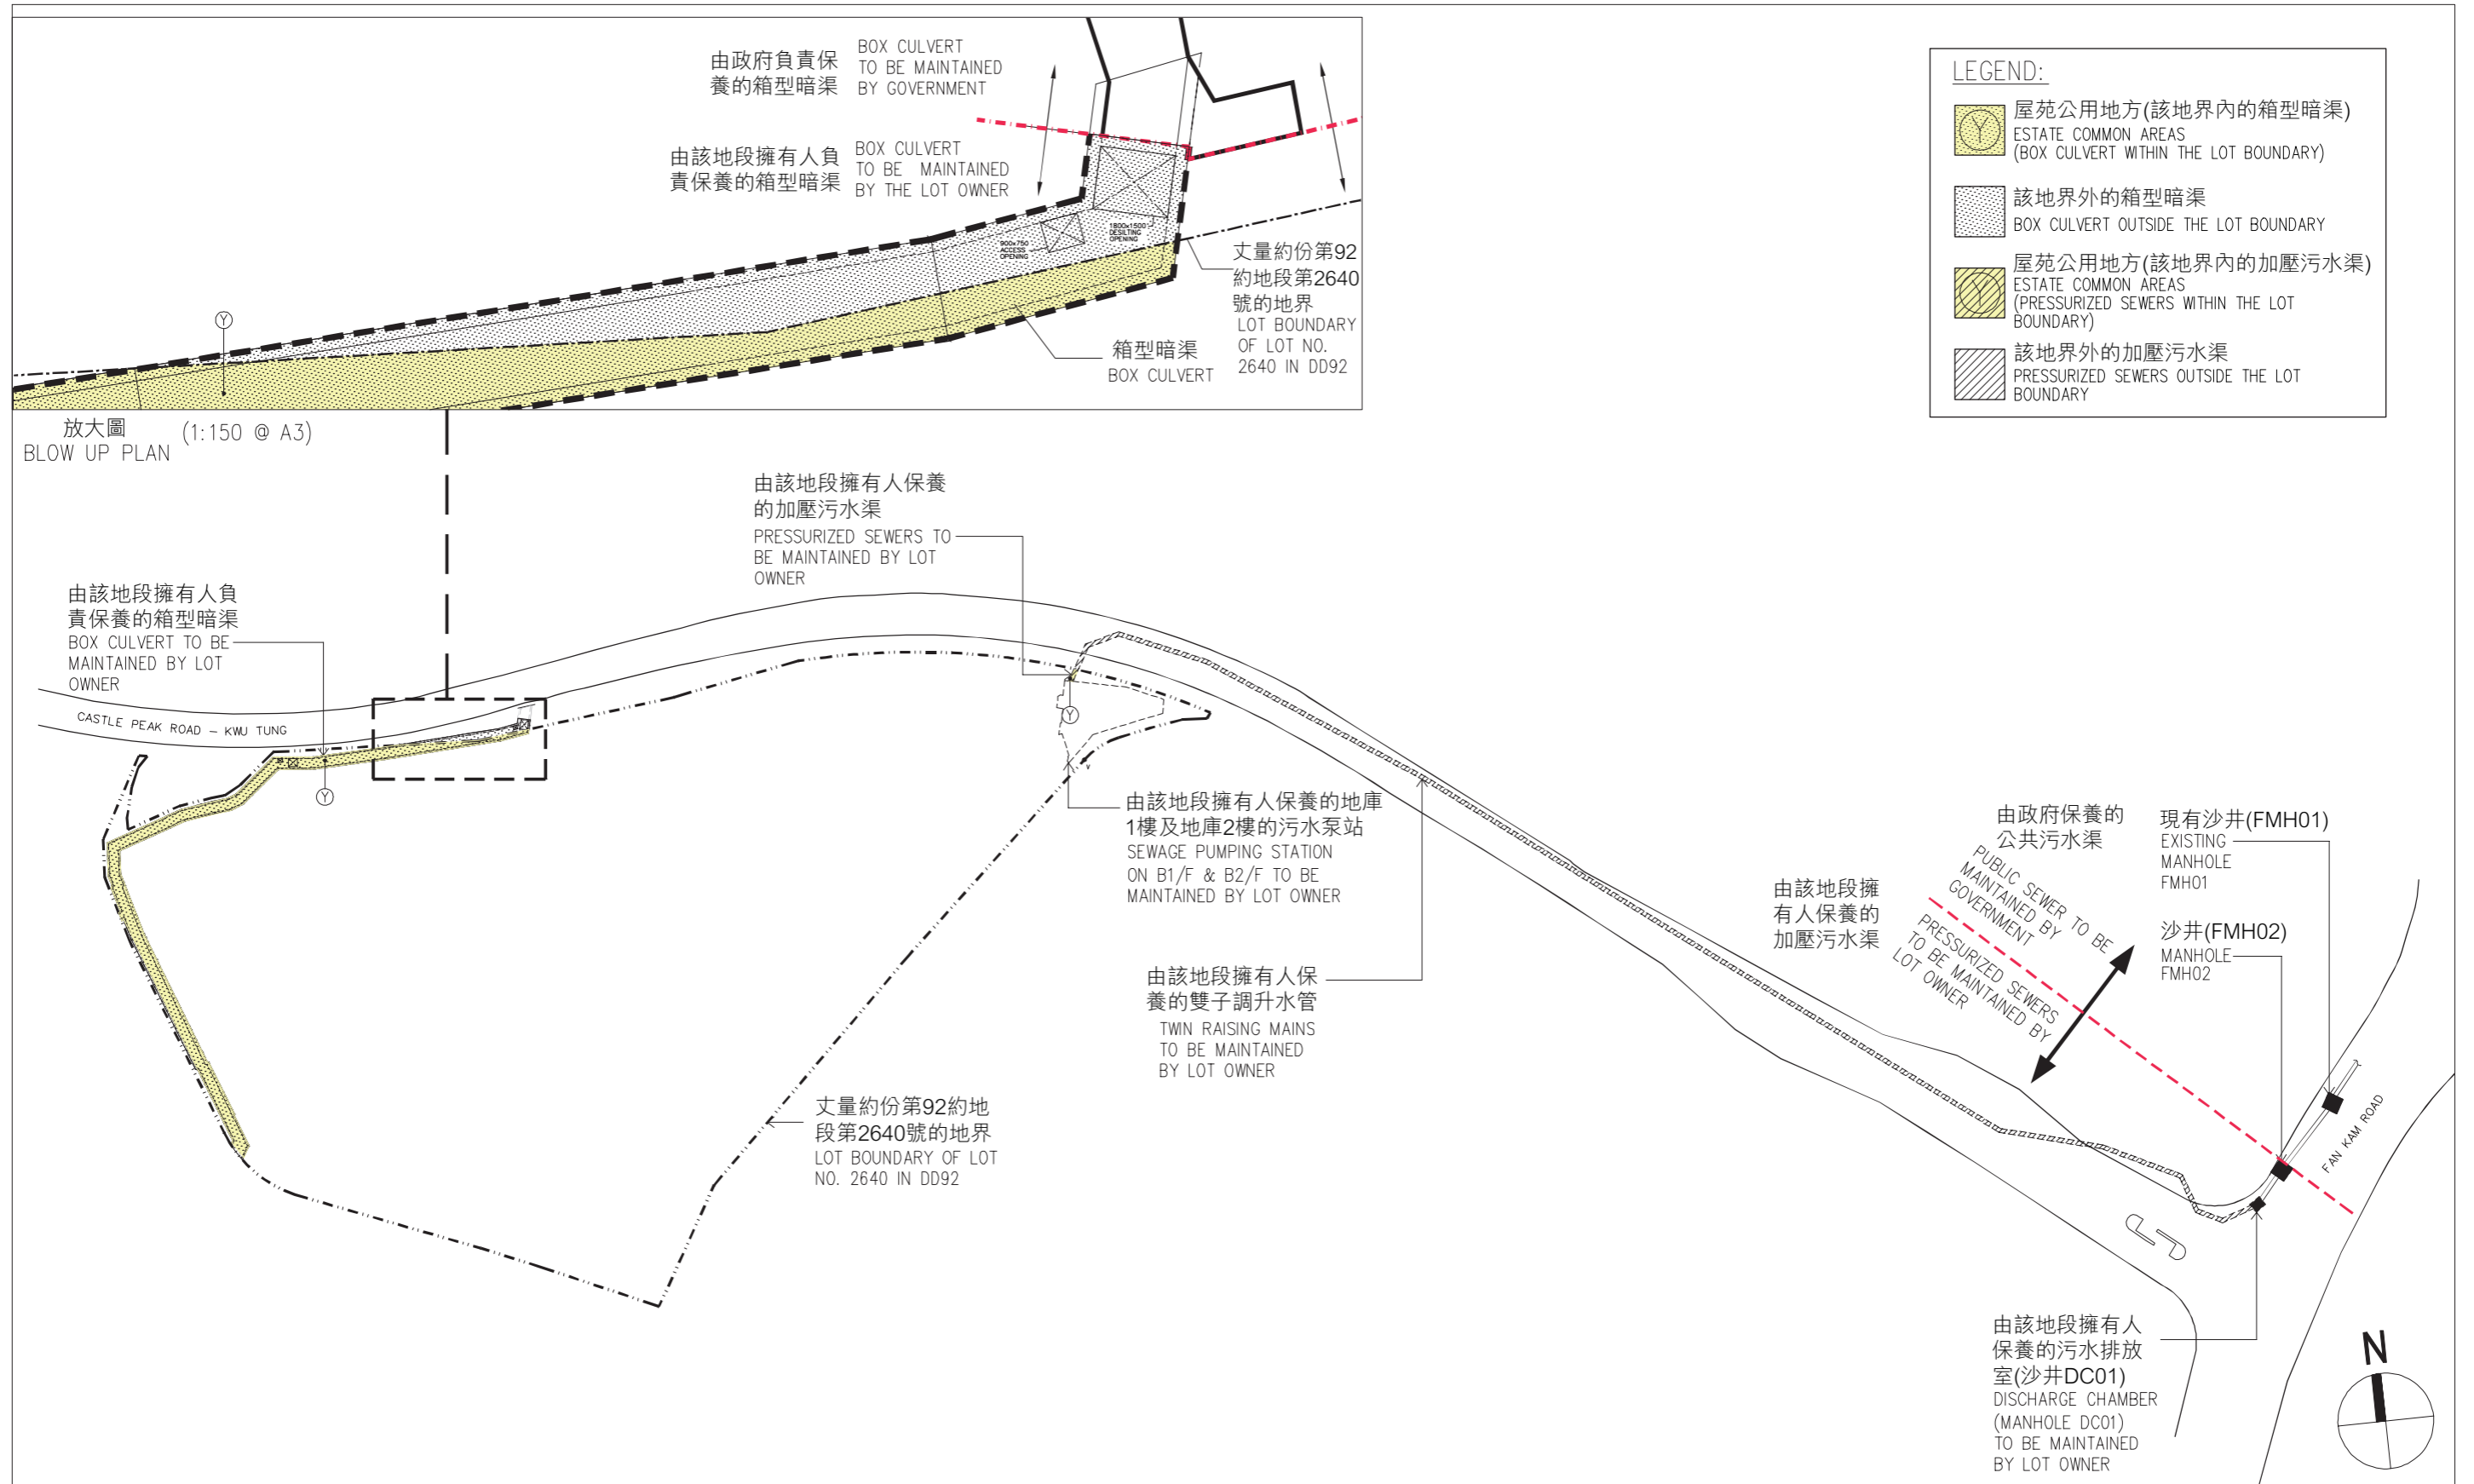 由政府負責保
養的箱型暗渠
BOX CULVERT
TO BE MAINTAINED
BY GOVERNMENT
由該地段擁有人負
責保養的箱型暗渠
BOX CULVERT
TO BE MAINTAINED
BY THE LOT OWNER
900x750
ACCESS
OPENING
1800x1500
DESILTING
OPENING
丈量約份第92
約地段第2640
號的地界
LOT BOUNDARY
OF LOT NO.
2640 IN DD92
箱型暗渠
BOX CULVERT
Y
放大圖
BLOW UP PLAN
(1:150 @ A3)
LEGEND:
Y
屋苑公用地方(該地界內的箱型暗渠)
ESTATE COMMON AREAS
(BOX CULVERT WITHIN THE LOT BOUNDARY)
該地界外的箱型暗渠
BOX CULVERT OUTSIDE THE LOT BOUNDARY
Y
屋苑公用地方(該地界內的加壓污水渠)
ESTATE COMMON AREAS
(PRESSURIZED SEWERS WITHIN THE LOT
BOUNDARY)
該地界外的加壓污水渠
PRESSURIZED SEWERS OUTSIDE THE LOT
BOUNDARY
由該地段擁有人保養
的加壓污水渠
PRESSURIZED SEWERS TO
BE MAINTAINED BY LOT
OWNER
由該地段擁有人負
責保養的箱型暗渠
BOX CULVERT TO BE
MAINTAINED BY LOT
OWNER
CASTLE PEAK ROAD – KWU TUNG
Y
Y
由該地段擁有人保養的地庫
1樓及地庫2樓的污水泵站
SEWAGE PUMPING STATION
ON B1/F & B2/F TO BE
MAINTAINED BY LOT OWNER
由該地段擁有人保
養的雙子調升水管
TWIN RAISING MAINS
TO BE MAINTAINED
BY LOT OWNER
丈量約份第92約地
段第2640號的地界
LOT BOUNDARY OF LOT
NO. 2640 IN DD92
由政府保養的
公共污水渠
PUBLIC SEWER TO BE
MAINTAINED BY
GOVERNMENT
由該地段擁
有人保養的
加壓污水渠
PRESSURIZED SEWERS
TO BE MAINTAINED BY
LOT OWNER
現有沙井(FMH01)
EXISTING
MANHOLE
FMH01
沙井(FMH02)
MANHOLE
FMH02
FAN KAM ROAD
由該地段擁有人
保養的污水排放
室(沙井DC01)
DISCHARGE CHAMBER
(MANHOLE DC01)
TO BE MAINTAINED
BY LOT OWNER
N